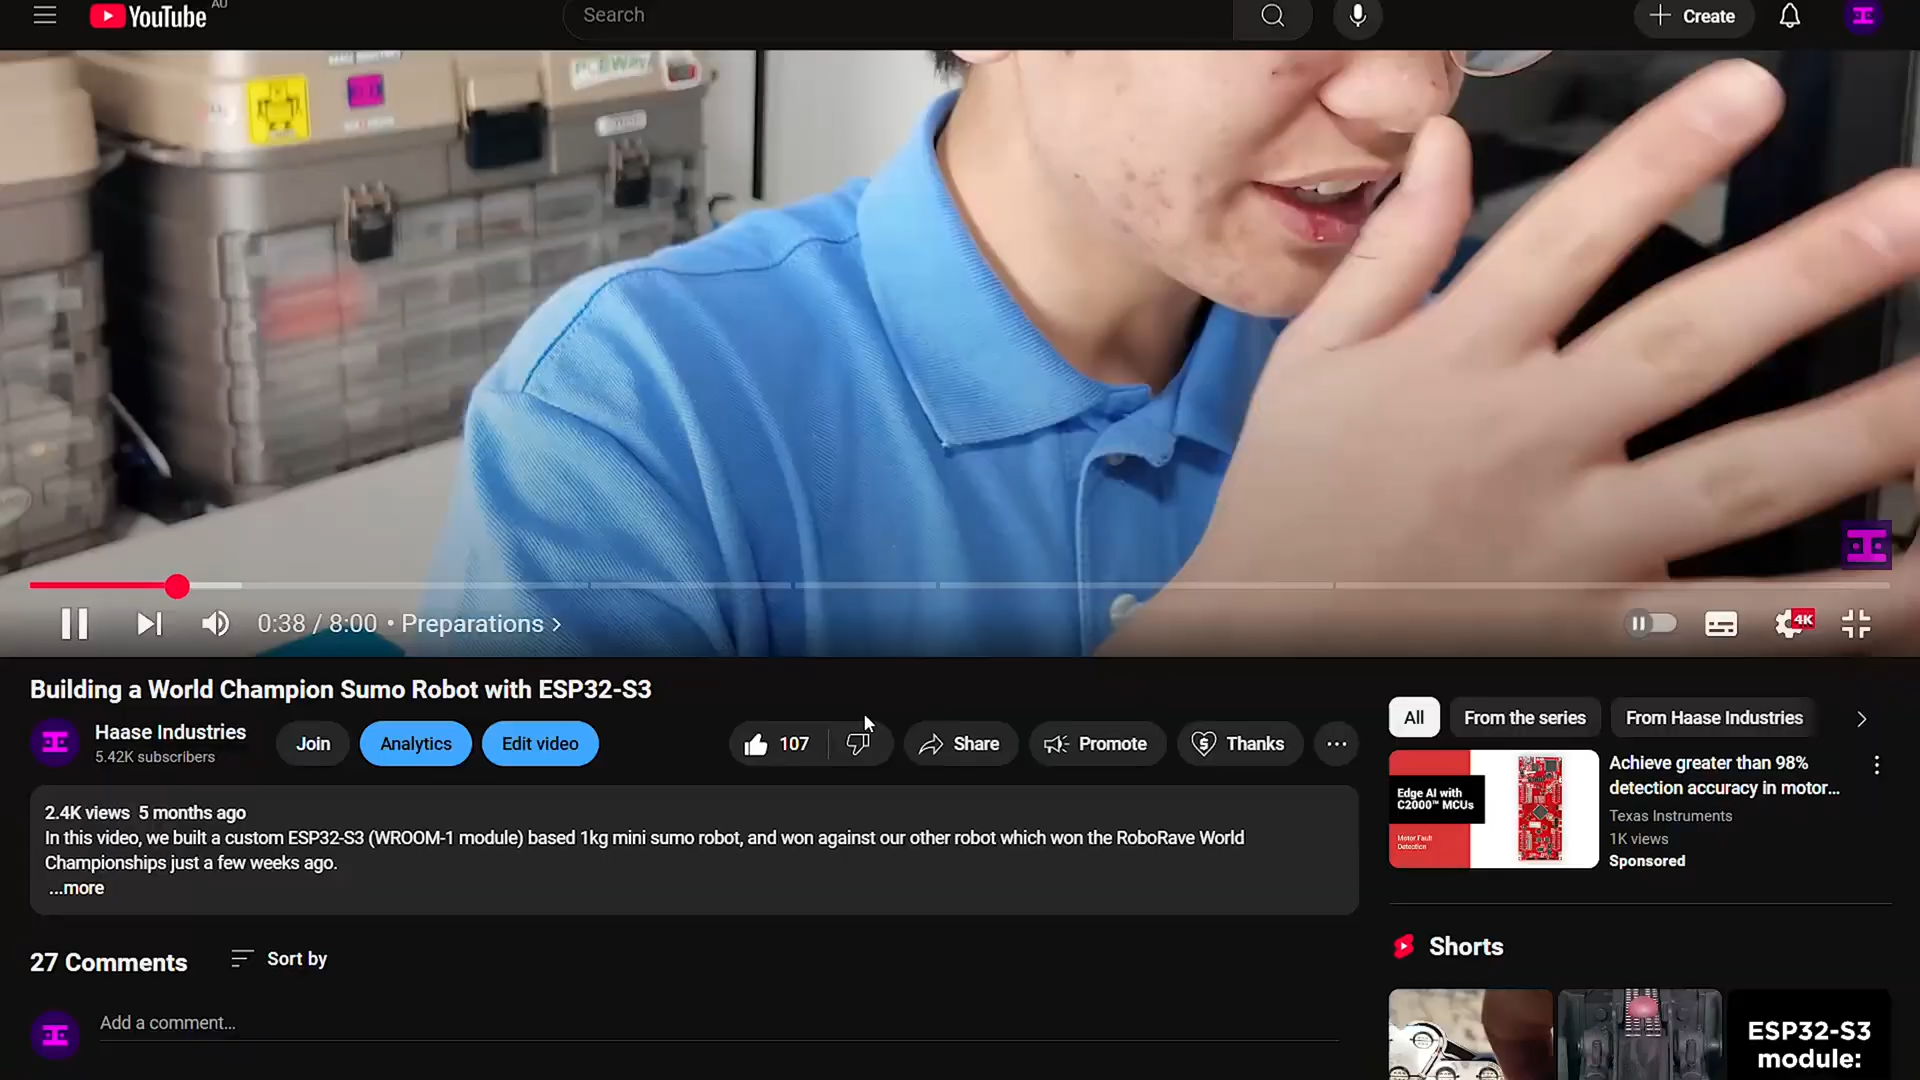 YouTube
AU
Search
Create
PCBWay
0:38 / 8:00 • Preparations
4K
Building a World Champion Sumo Robot with ESP32-S3
Haase Industries
5.42K subscribers
Join
Analytics
Edit video
107
Share
Promote
Thanks
2.4K views 5 months ago
In this video, we built a custom ESP32-S3 (WROOM-1 module) based 1kg mini sumo robot, and won against our other robot which won the RoboRave World
Championships just a few weeks ago.
...more
27 Comments
Sort by
Add a comment...
All
From the series
From Haase Industries
Edge AI with
C2000™ MCUs
Motor Fault
Detection
Achieve greater than 98%
detection accuracy in motor...
Texas Instruments
1K views
Sponsored
Shorts
ESP32-S3
module: